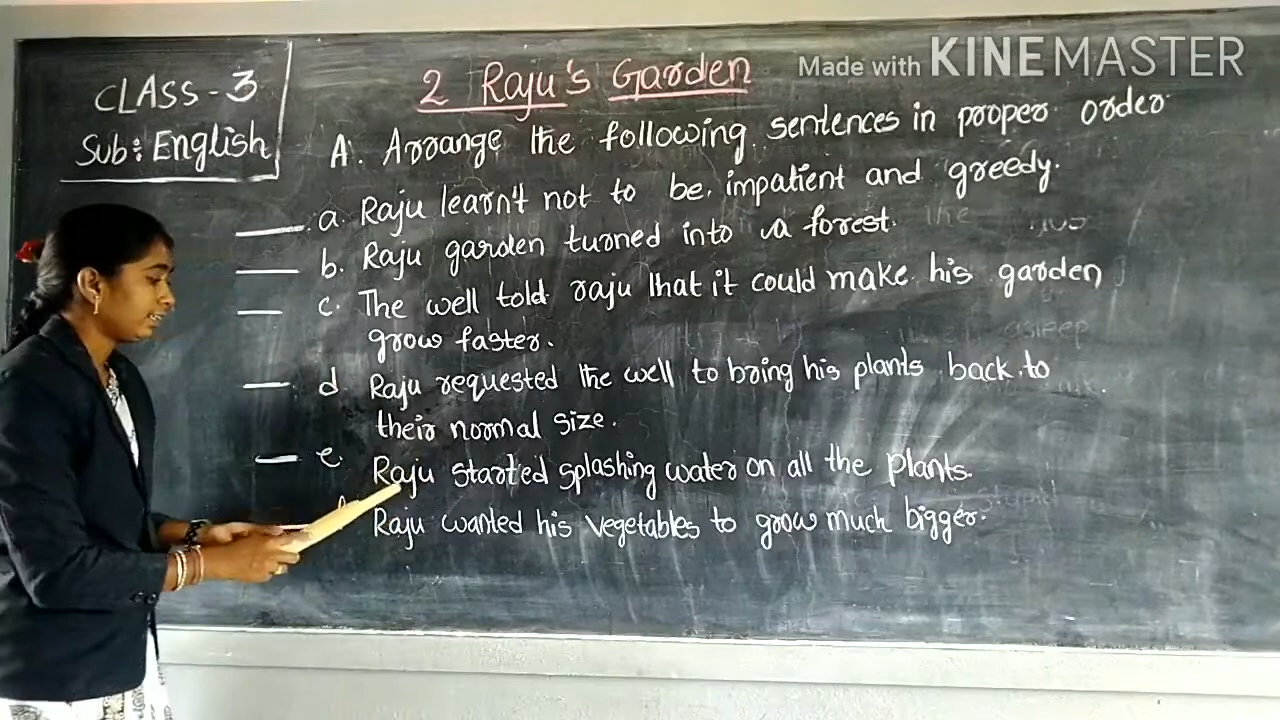 CLASS - 3
Sub: English
2 Raju's Garden
Made with KINEMASTER
A. Arrange the following sentences in proper order
a. Raju learn't not to be impatient and greedy.
b. Raju garden turned into a forest.
c. The well told raju that it could make his garden
grow faster.
d Raju requested the well to bring his plants back to
their normal size.
e. Raju started splashing water on all the plants.
Raju wanted his vegetables to grow much bigger.